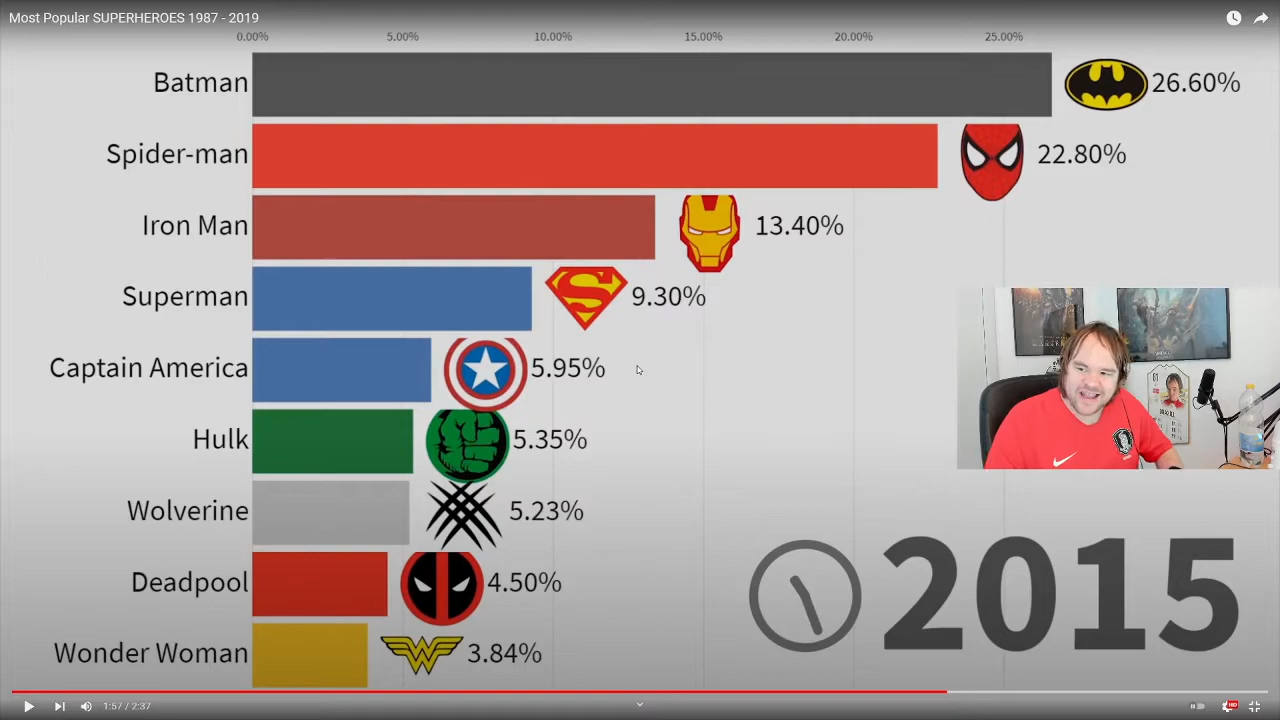 Most Popular SUPERHEROES 1987 - 2019
0.00% 5.00% 10.00% 15.00% 20.00% 25.00%
Batman 26.60%
Spider-man 22.80%
Iron Man 13.40%
Superman 9.30%
Captain America 5.95%
Hulk 5.35%
Wolverine 5.23%
Deadpool 4.50%
Wonder Woman 3.84%
2015
1:57 / 2:37
HD